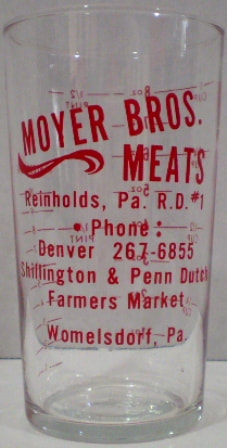 MOYER BROS.
MEATS
Reinholds, Pa. R.D. #1
• Phone:
Denver 267-6855
Shillington & Penn Dutch
Farmers Market
Womelsdorf, Pa.